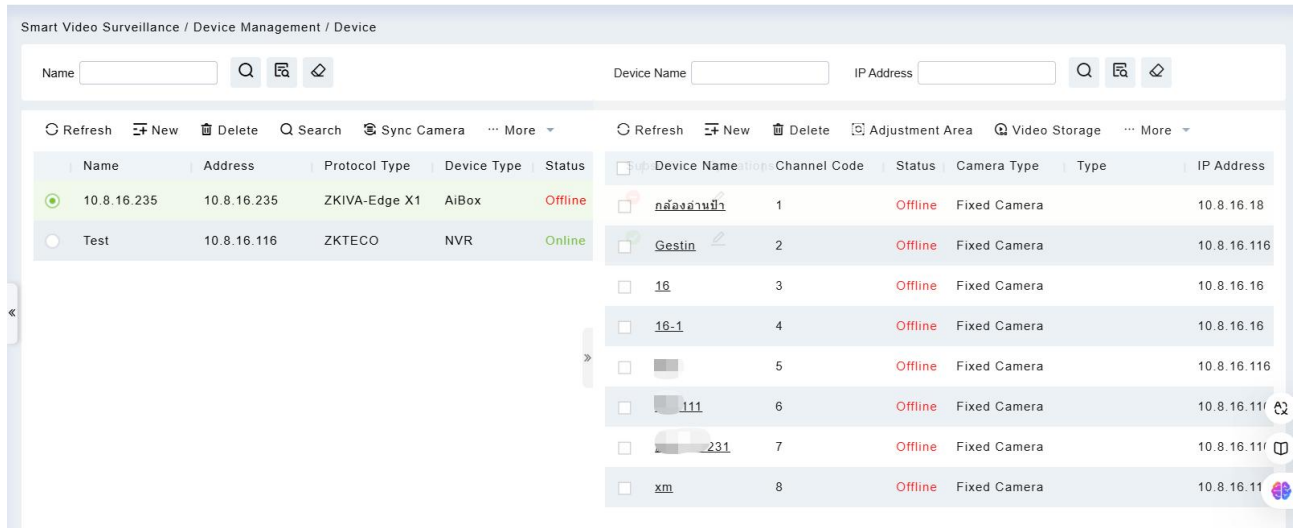 Smart Video Surveillance / Device Management / Device
Name
Device Name IP Address
Refresh New Delete Search Sync Camera ··· More
Refresh New Delete Adjustment Area Video Storage ··· More
Name Address Protocol Type Device Type Status
Device Name Channel Code Status Camera Type Type IP Address
10.8.16.235 10.8.16.235 ZKIVA-Edge X1 AiBox Offline
Test 10.8.16.116 ZKTECO NVR Online
กล้องอ่านป้า 1 Offline Fixed Camera 10.8.16.18
Gestin 2 Offline Fixed Camera 10.8.16.116
16 3 Offline Fixed Camera 10.8.16.16
16-1 4 Offline Fixed Camera 10.8.16.16
5 Offline Fixed Camera 10.8.16.116
111 6 Offline Fixed Camera
231 7 Offline Fixed Camera
xm 8 Offline Fixed Camera